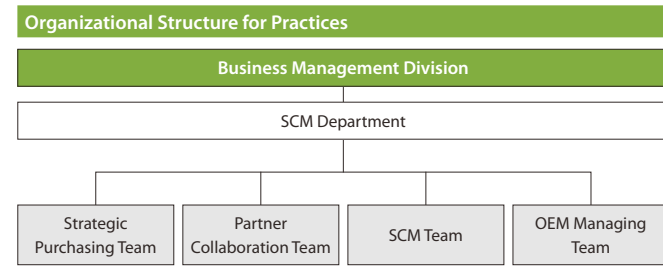 Organizational Structure for Practices
Business Management Division
SCM Department
Strategic
Purchasing Team
Partner
Collaboration Team
SCM Team
OEM Managing
Team